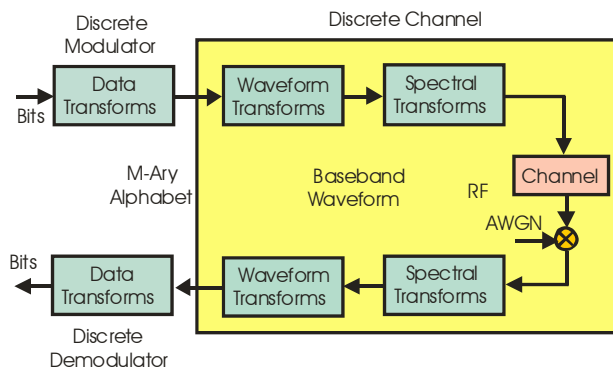 Discrete
Modulator
Discrete Channel
Bits
Data
Transforms
Waveform
Transforms
Spectral
Transforms
M-Ary
Alphabet
Baseband
Waveform
RF
Channel
AWGN
Bits
Data
Transforms
Waveform
Transforms
Spectral
Transforms
Discrete
Demodulator